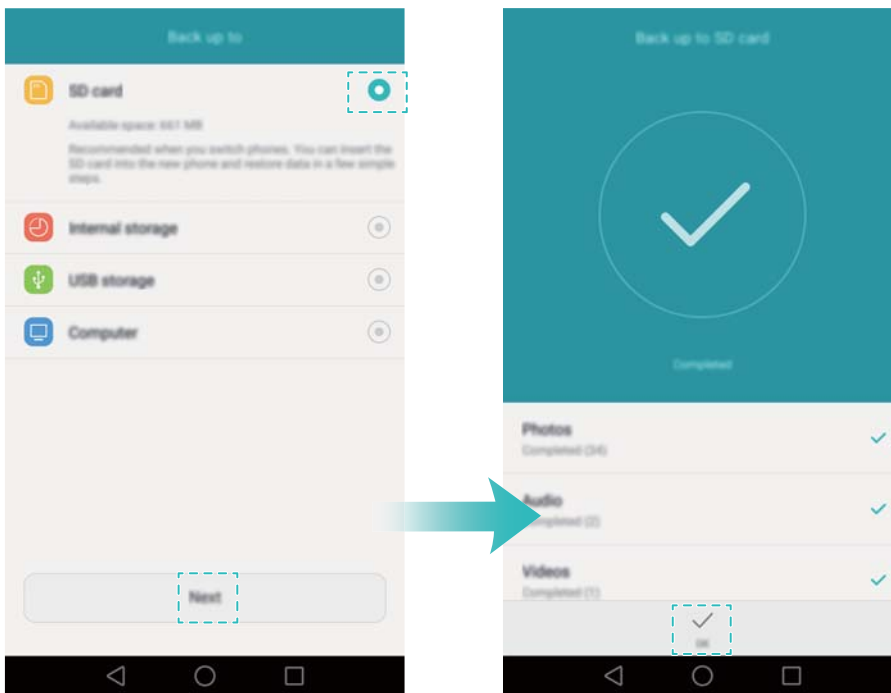 Back up to
SD card
Available space: 661 MB
Recommended when you switch phones. You can insert the
SD card into the new phone and restore data in a few simple
steps.
Internal storage
USB storage
Computer
Next
Back up to SD card
Completed
Photos
Completed (34)
Audio
Completed (2)
Videos
Completed (1)
OK